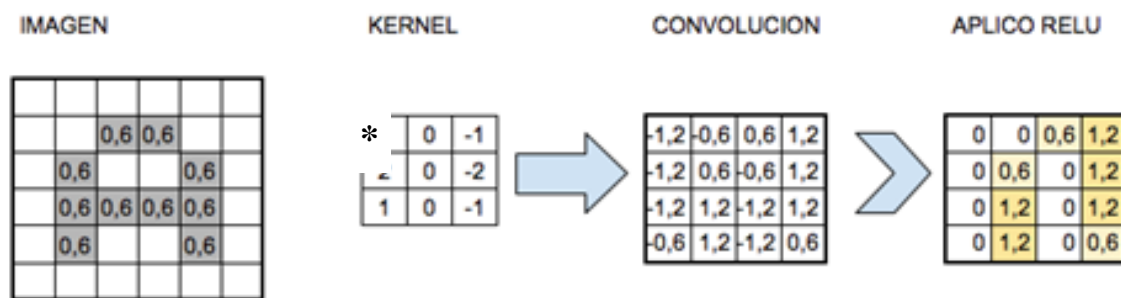 IMAGEN KERNEL CONVOLUCION APLICO RELU
0,6 0,6
0,6 0,6
0,6 0,6 0,6 0,6
0,6 0,6
* 0 -1
0 -2
1 0 -1
-1,2 -0,6 0,6 1,2
-1,2 0,6 -0,6 1,2
-1,2 1,2 -1,2 1,2
-0,6 1,2 -1,2 0,6
0 0 0,6 1,2
0 0,6 0 1,2
0 1,2 0 1,2
0 1,2 0 0,6